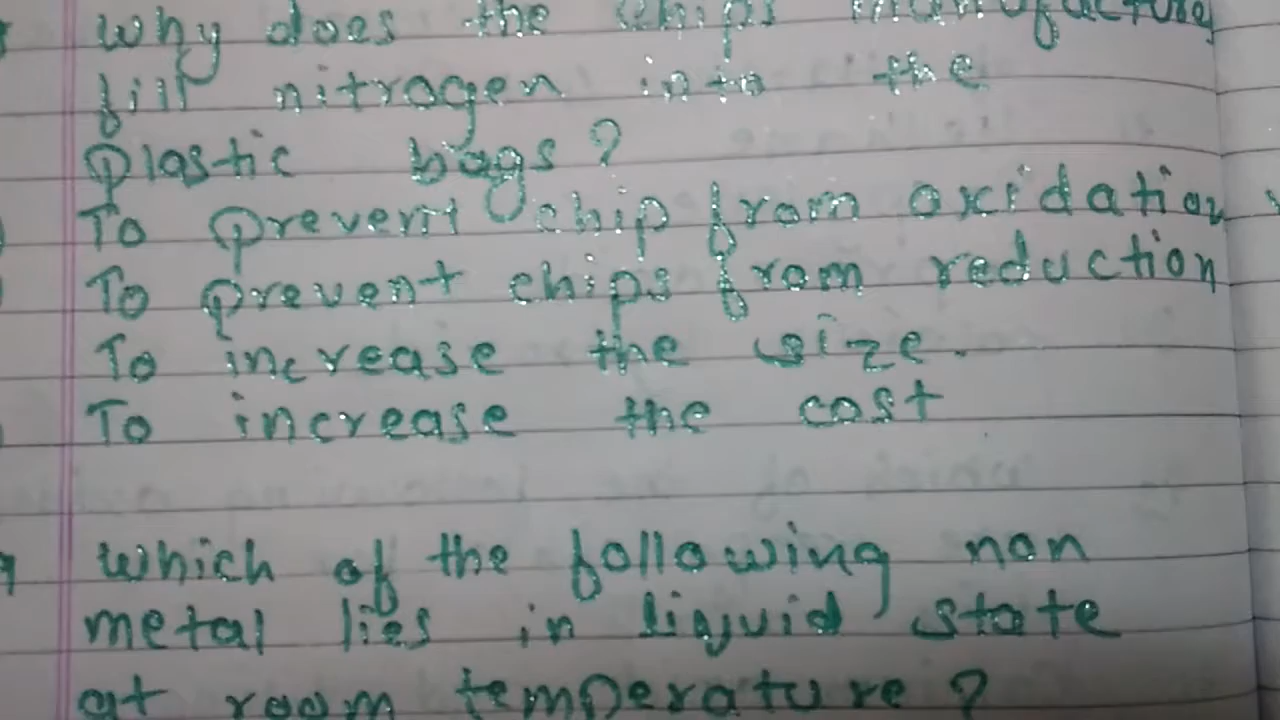 why does the chips manufacture
fill nitrogen into the
plastic bags?
To prevent chip from oxidation
To prevent chips from reduction
To increase the size.
To increase the cost
which of the following non
metal lies in liquid state
at room temperature?